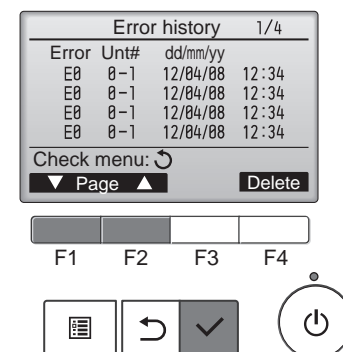 Error history 1/4
Error Unt# dd/mm/yy
E0 0-1 12/04/08 12:34
E0 0-1 12/04/08 12:34
E0 0-1 12/04/08 12:34
E0 0-1 12/04/08 12:34
Check menu:
▼ Page ▲ Delete
F1 F2 F3 F4